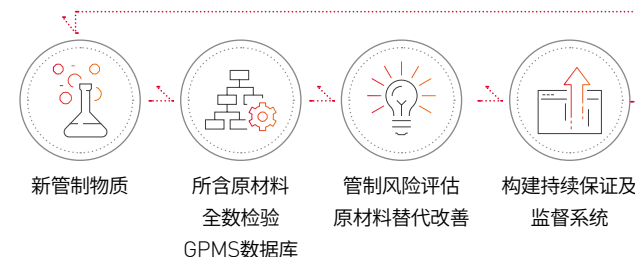 新管制物质
所含原材料
全数检验
GPMS数据库
管制风险评估
原材料替代改善
构建持续保证及
监督系统